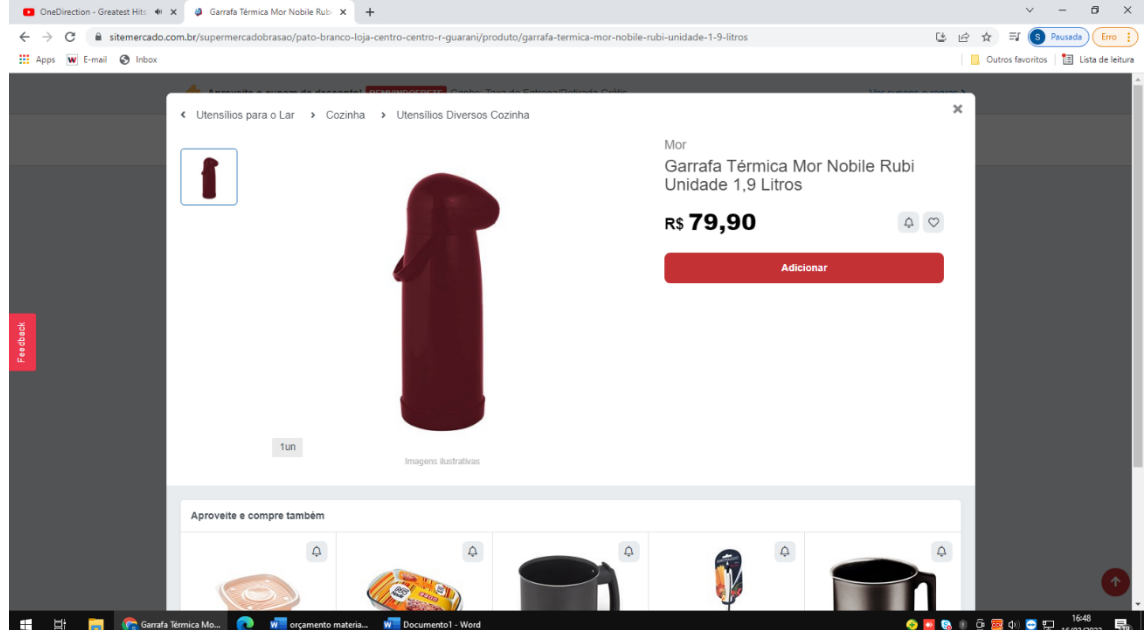 OneDirection - Greatest Hits
Garrafa Térmica Mor Nobile Rub
sitemercado.com.br/supermercadobrasao/pato-branco-loja-centro-centro-r-guarani/produto/garrafa-termica-mor-nobile-rubi-unidade-1-9-litros
S Pausada
Erro
Apps
E-mail
Inbox
Outros favoritos
Lista de leitura
Utensílios para o Lar > Cozinha > Utensílios Diversos Cozinha
Mor
Garrafa Térmica Mor Nobile Rubi
Unidade 1,9 Litros
R$ 79,90
Adicionar
Feedback
1un
Imagens ilustrativas
Aproveite e compre também
Garrafa Térmica Mo...
orçamento materia...
Documento1 - Word
16:48